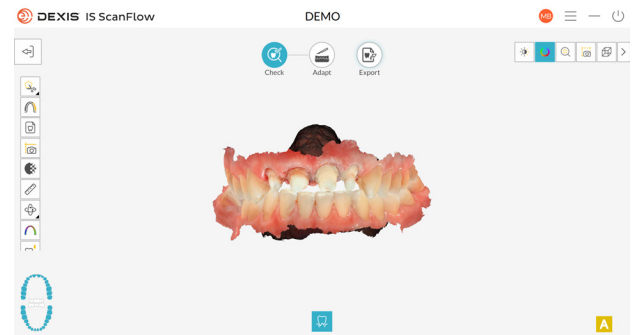 DEXIS IS ScanFlow
DEMO
MB
Check
Adapt
Export
A